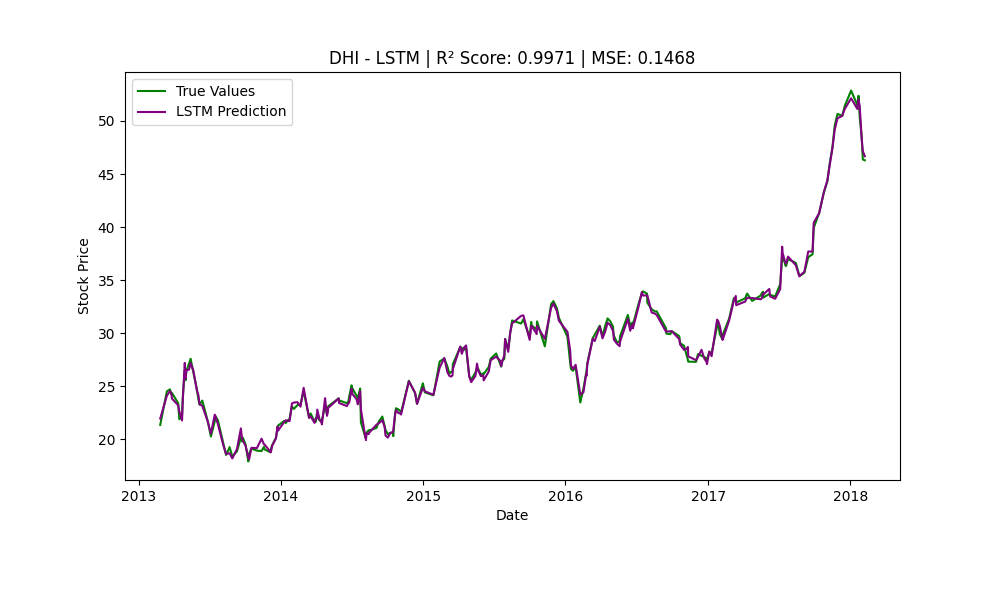 DHI - LSTM | R² Score: 0.9971 | MSE: 0.1468
True Values
LSTM Prediction
50
45
40
35
30
25
20
Stock Price
2013 2014 2015 2016 2017 2018
Date